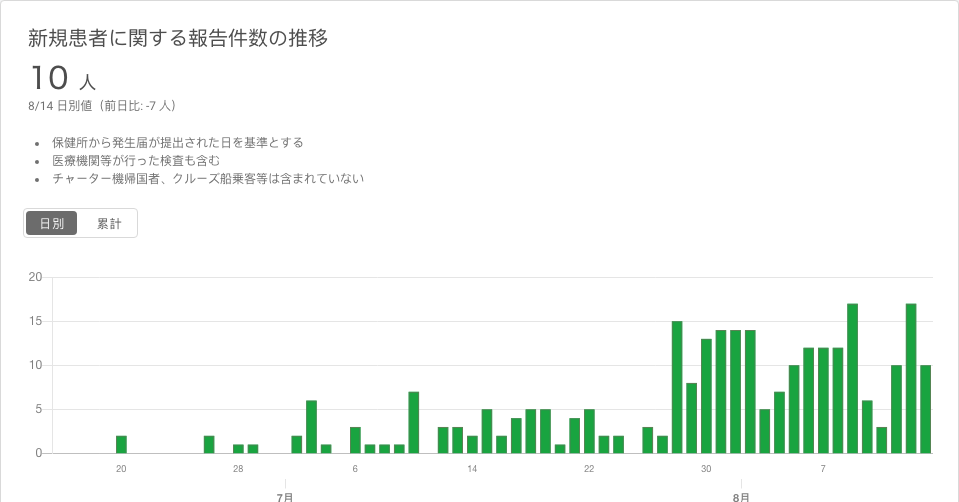 新規患者に関する報告件数の推移
10 人
8/14 日別値（前日比: -7 人）
保健所から発生届が提出された日を基準とする
医療機関等が行った検査も含む
チャーター機帰国者、クルーズ船乗客等は含まれていない
日別 累計
20
15
10
5
0
20 28 6 14 22 30 7
7月 8月